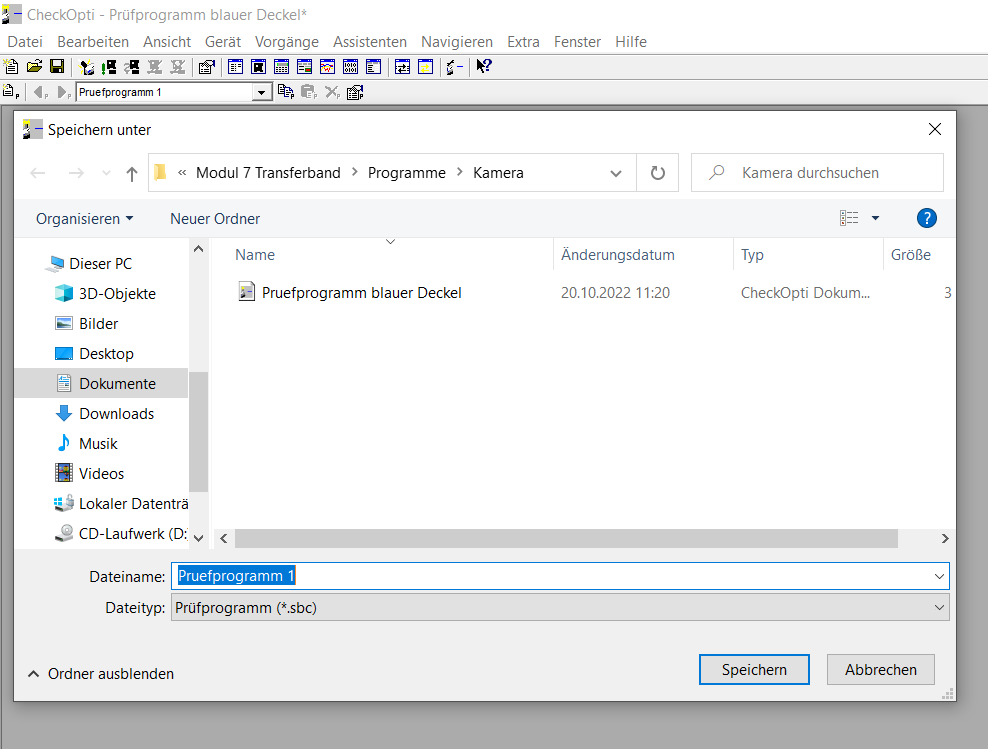 CheckOpti - Prüfprogramm blauer Deckel*
Datei Bearbeiten Ansicht Gerät Vorgänge Assistenten Navigieren Extra Fenster Hilfe
Pruefprogramm 1
Speichern unter
« Modul 7 Transferband > Programme > Kamera
Kamera durchsuchen
Organisieren
Neuer Ordner
Name Änderungsdatum Typ Größe
Pruefprogramm blauer Deckel 20.10.2022 11:20 CheckOpti Dokum... 3
Dieser PC
3D-Objekte
Bilder
Desktop
Dokumente
Downloads
Musik
Videos
Lokaler Datenträ
CD-Laufwerk (D:
Dateiname: Pruefprogramm 1
Dateityp: Prüfprogramm (*.sbc)
Ordner ausblenden
Speichern
Abbrechen